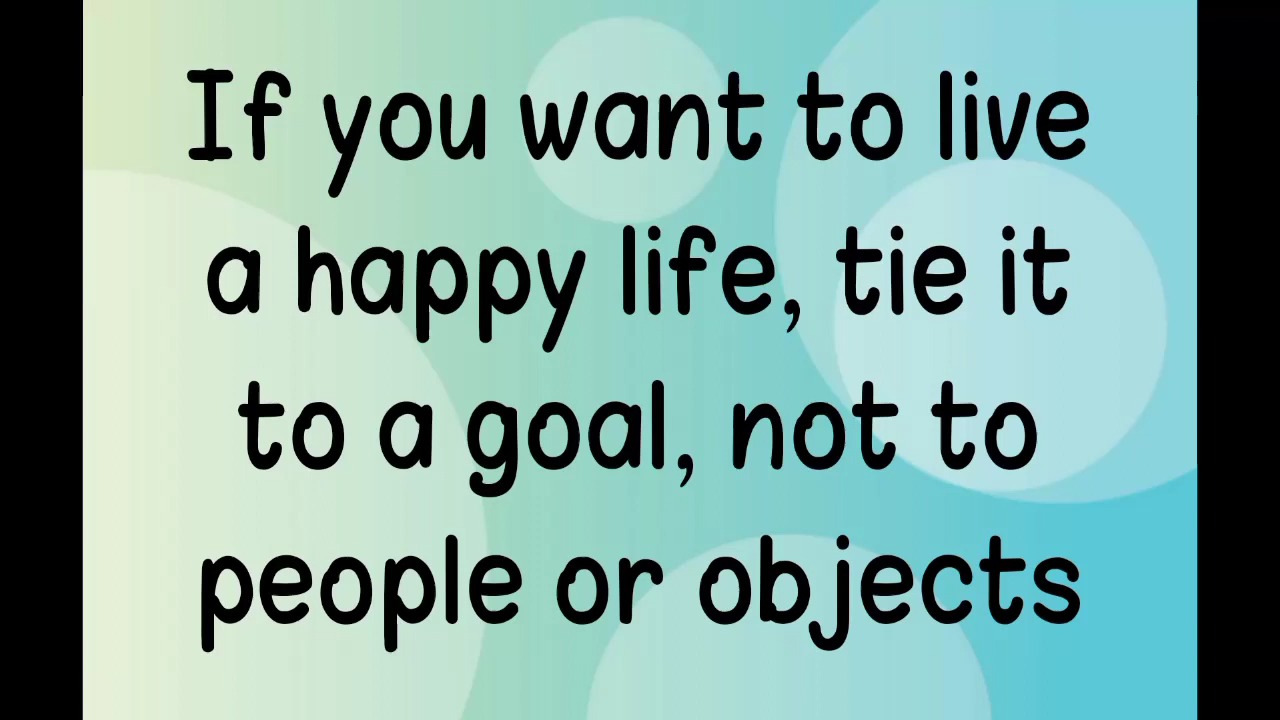 If you want to live
a happy life, tie it
to a goal, not to
people or objects